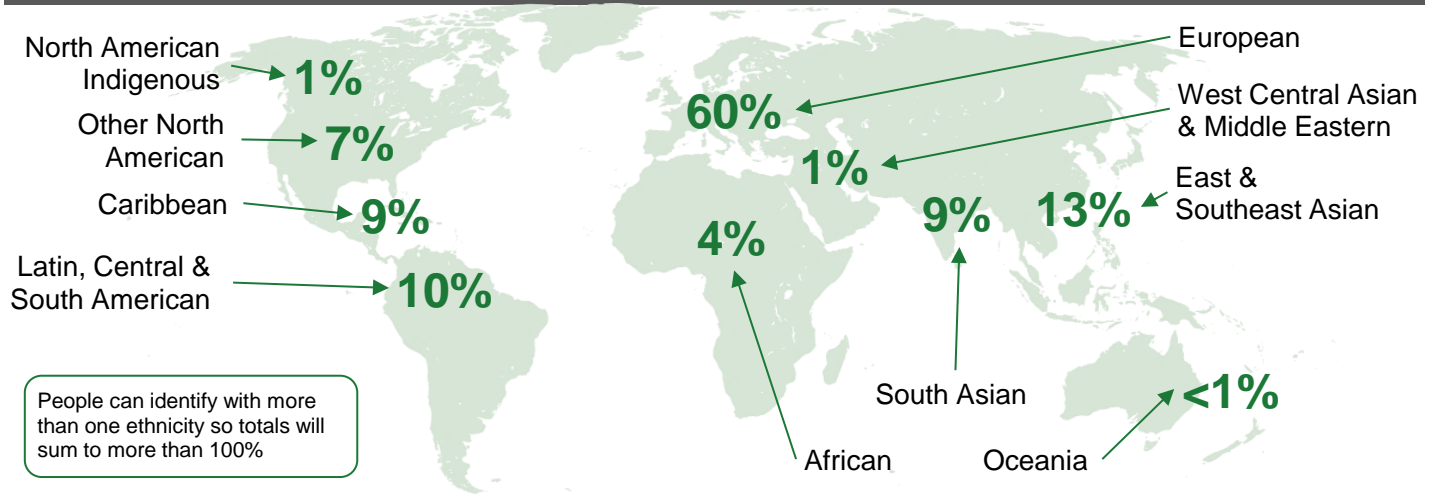 North American
Indigenous
1%
Other North
American
7%
Caribbean
9%
Latin, Central &
South American
10%
People can identify with more
than one ethnicity so totals will
sum to more than 100%
European
60%
West Central Asian
& Middle Eastern
1%
East &
Southeast Asian
13%
South Asian
9%
African
4%
Oceania
<1%